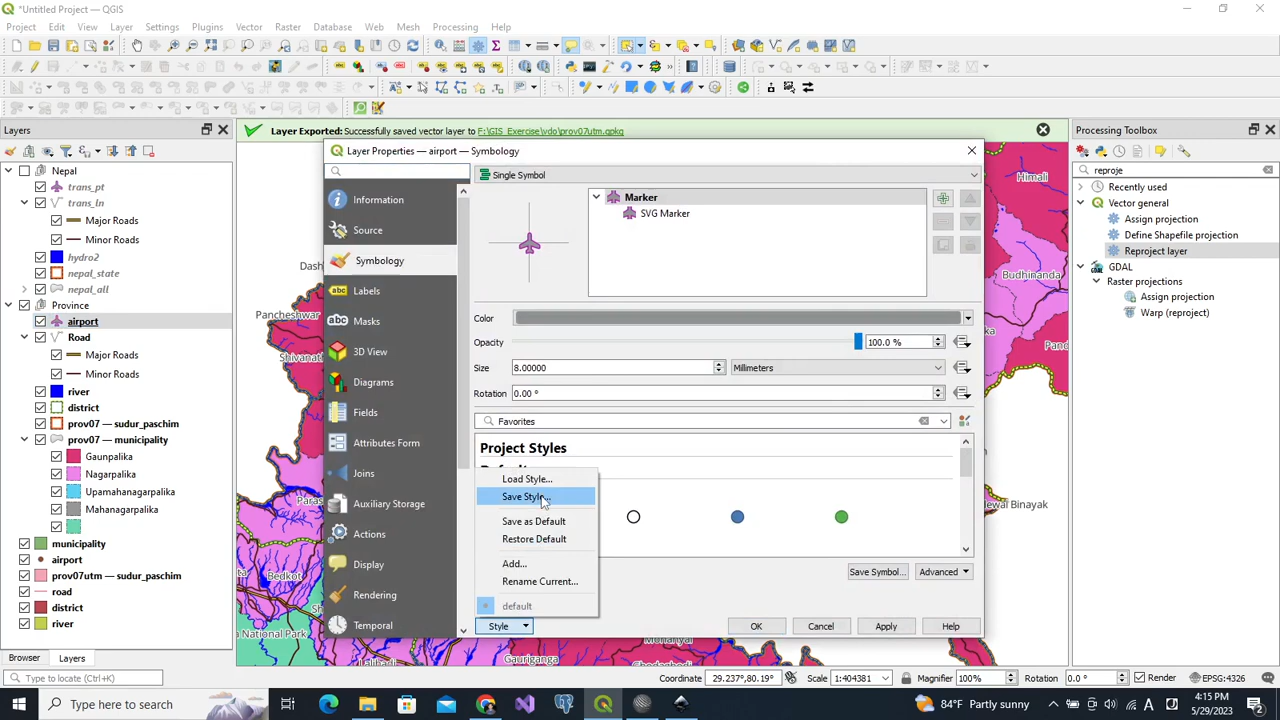 *Untitled Project — QGIS
Project Edit View Layer Settings Plugins Vector Raster Database Web Mesh Processing Help
Layers
Nepal
trans_pt
trans_ln
Major Roads
Minor Roads
hydro2
nepal_state
nepal_all
Province
airport
Road
Major Roads
Minor Roads
river
district
prov07 — sudur_paschim
prov07 — municipality
Gaunpalika
Nagarpalika
Upamahanagarpalika
Mahanagarpalika
municipality
airport
prov07utm — sudur_paschim
road
district
river
Browser Layers
Layer Exported: Successfully saved vector layer to F:\GIS_Exercise\vdo\prov07utm.gpkg
Layer Properties — airport — Symbology
Information
Source
Symbology
Labels
Masks
3D View
Diagrams
Fields
Attributes Form
Joins
Auxiliary Storage
Actions
Display
Rendering
Temporal
Single Symbol
Marker
SVG Marker
Color
Opacity 100.0 %
Size 8.00000 Millimeters
Rotation 0.00 °
Favorites
Project Styles
Load Style...
Save Style...
Save as Default
Restore Default
Add...
Rename Current...
default
Style
Save Symbol... Advanced
OK Cancel Apply Help
Pancheshwar
Bedkot
Gauriganga
Himali
Budhinanda
Processing Toolbox
reproje
Recently used
Vector general
Assign projection
Define Shapefile projection
Reproject layer
GDAL
Raster projections
Assign projection
Warp (reproject)
Type to locate (Ctrl+K)
Coordinate 29.237°,80.19° Scale 1:404381 Magnifier 100% Rotation 0.0 ° Render EPSG:4326
Type here to search
84°F Partly sunny
4:15 PM
5/29/2023